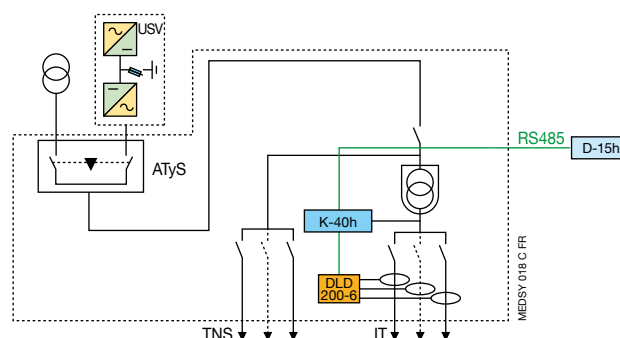 USV
ATyS
RS485
D-15h
K-40h
DLD
200-6
TNS
IT
MEDSY 018 C FR